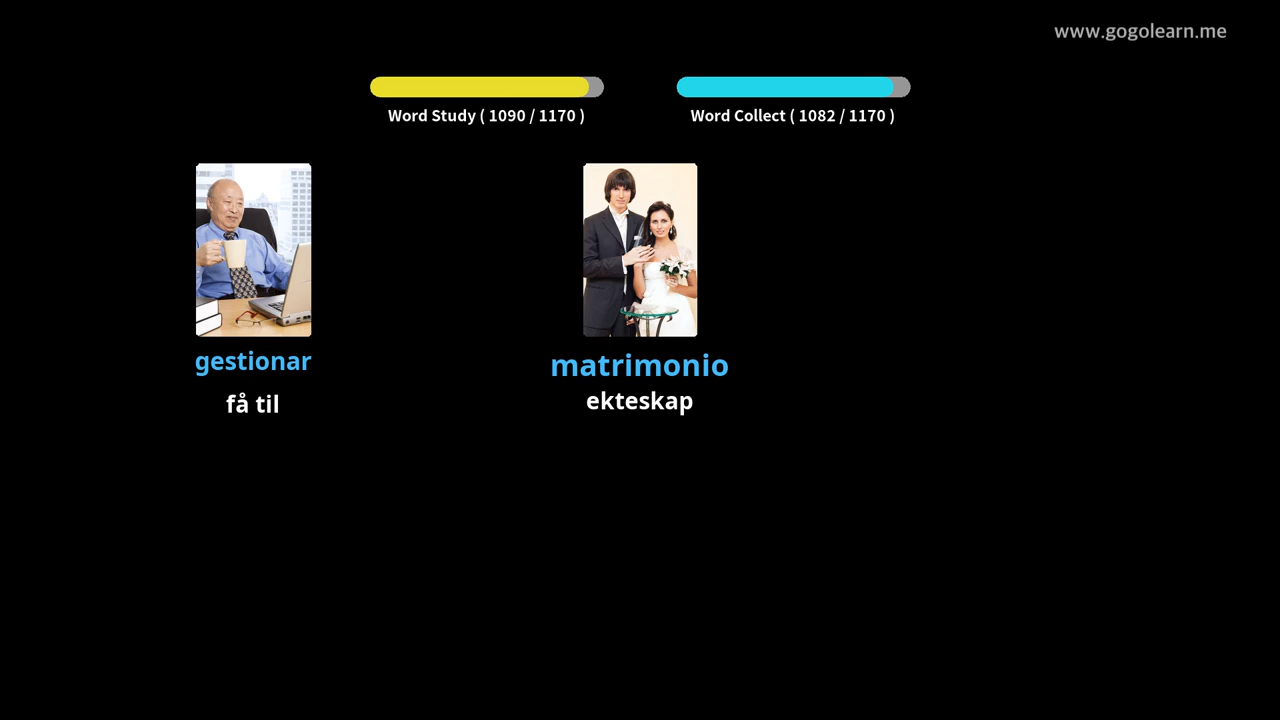 www.gogolearn.me
Word Study ( 1090 / 1170 )
Word Collect ( 1082 / 1170 )
gestionar
få til
matrimonio
ekteskap